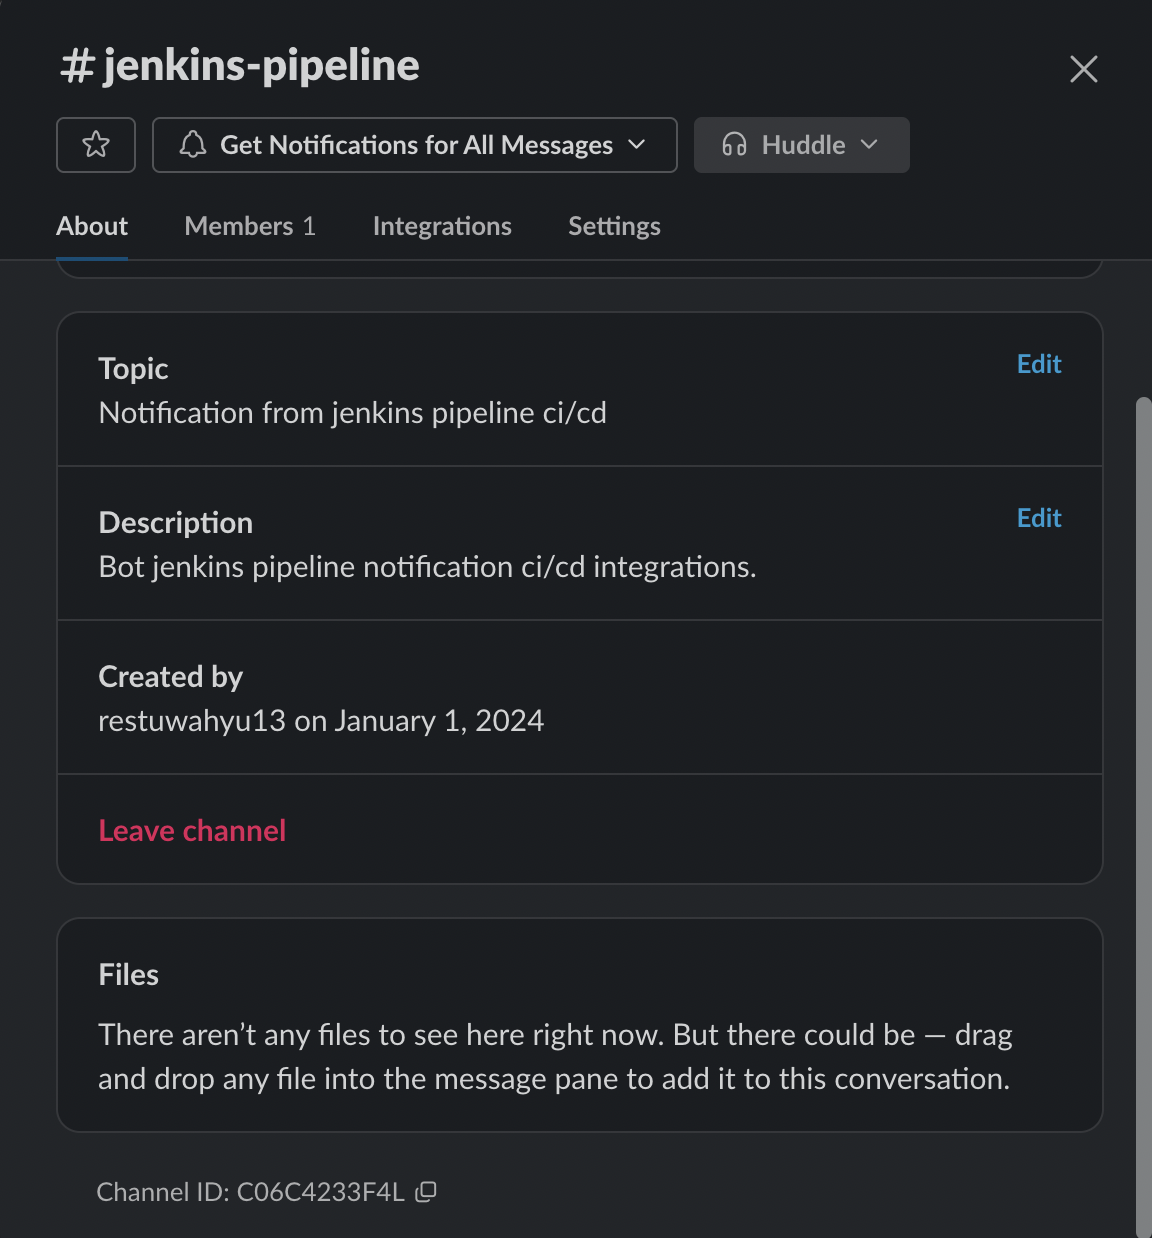 # jenkins-pipeline
Get Notifications for All Messages
Huddle
About Members 1 Integrations Settings
Topic
Edit
Notification from jenkins pipeline ci/cd
Description
Edit
Bot jenkins pipeline notification ci/cd integrations.
Created by
restuwahyu13 on January 1, 2024
Leave channel
Files
There aren’t any files to see here right now. But there could be — drag
and drop any file into the message pane to add it to this conversation.
Channel ID: C06C4233F4L